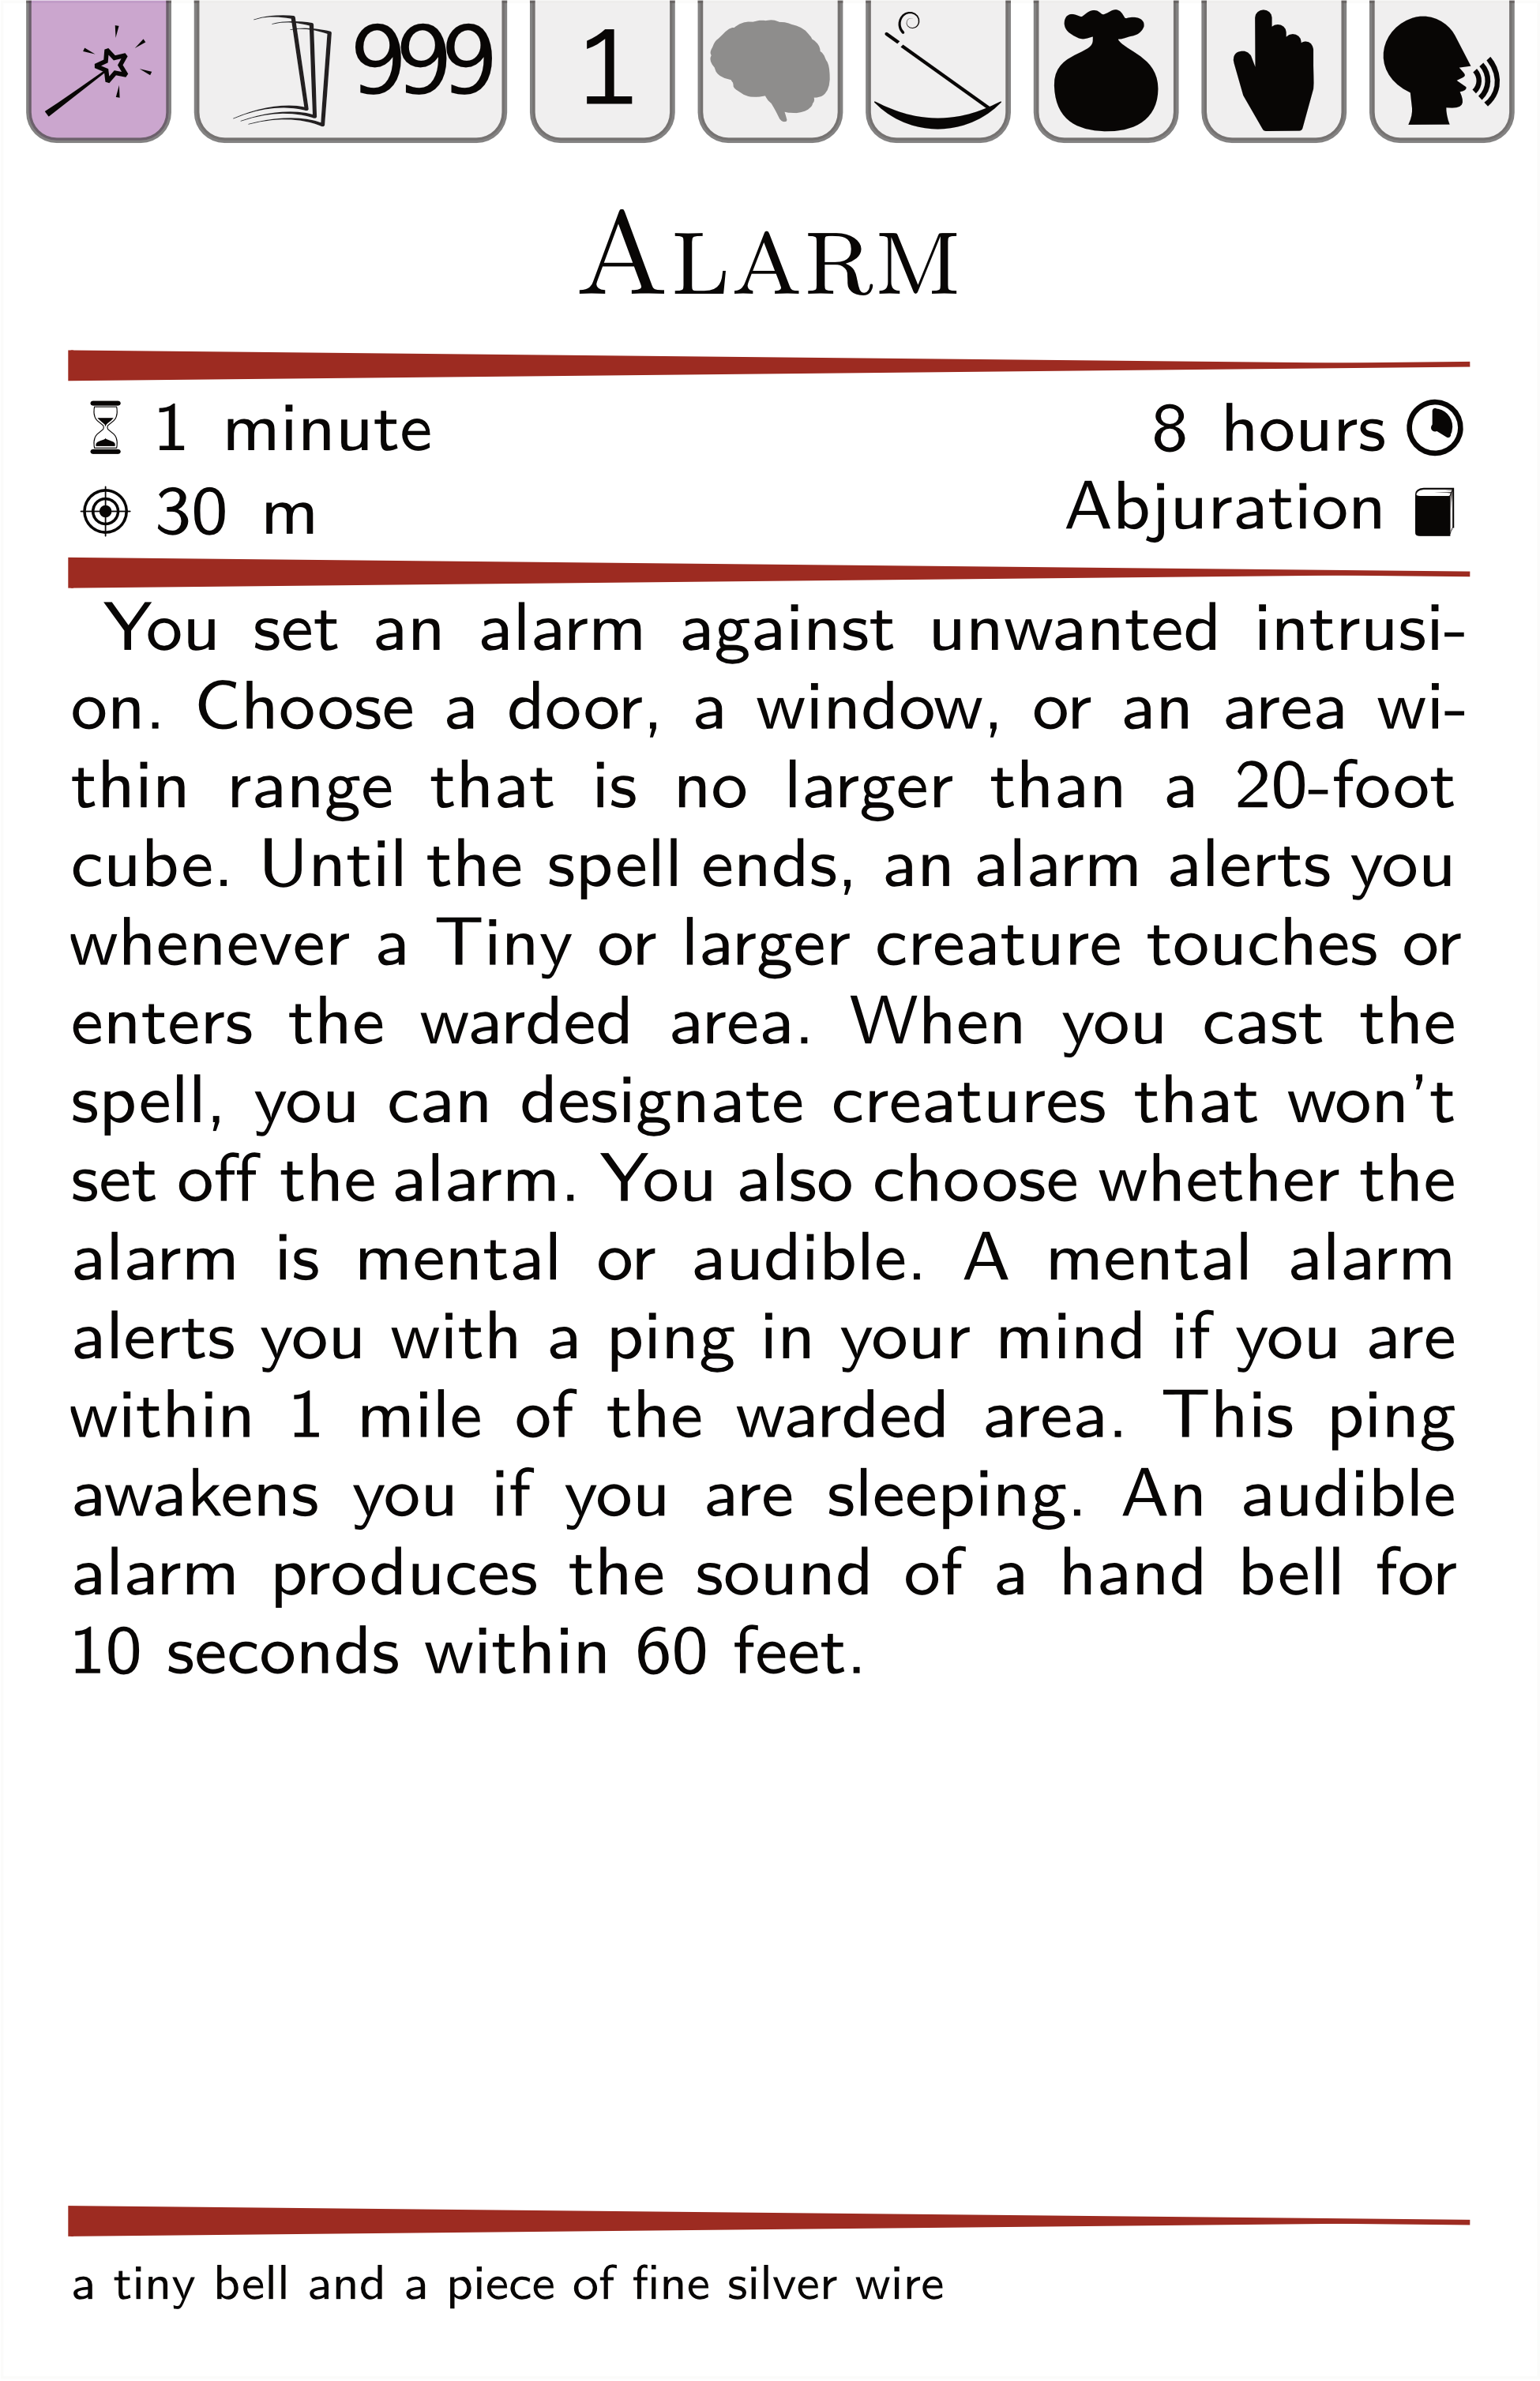 999 1
Alarm
1 minute 8 hours
30 m Abjuration
You set an alarm against unwanted intrusi-
on. Choose a door, a window, or an area wi-
thin range that is no larger than a 20-foot
cube. Until the spell ends, an alarm alerts you
whenever a Tiny or larger creature touches or
enters the warded area. When you cast the
spell, you can designate creatures that won't
set off the alarm. You also choose whether the
alarm is mental or audible. A mental alarm
alerts you with a ping in your mind if you are
within 1 mile of the warded area. This ping
awakens you if you are sleeping. An audible
alarm produces the sound of a hand bell for
10 seconds within 60 feet.
a tiny bell and a piece of fine silver wire